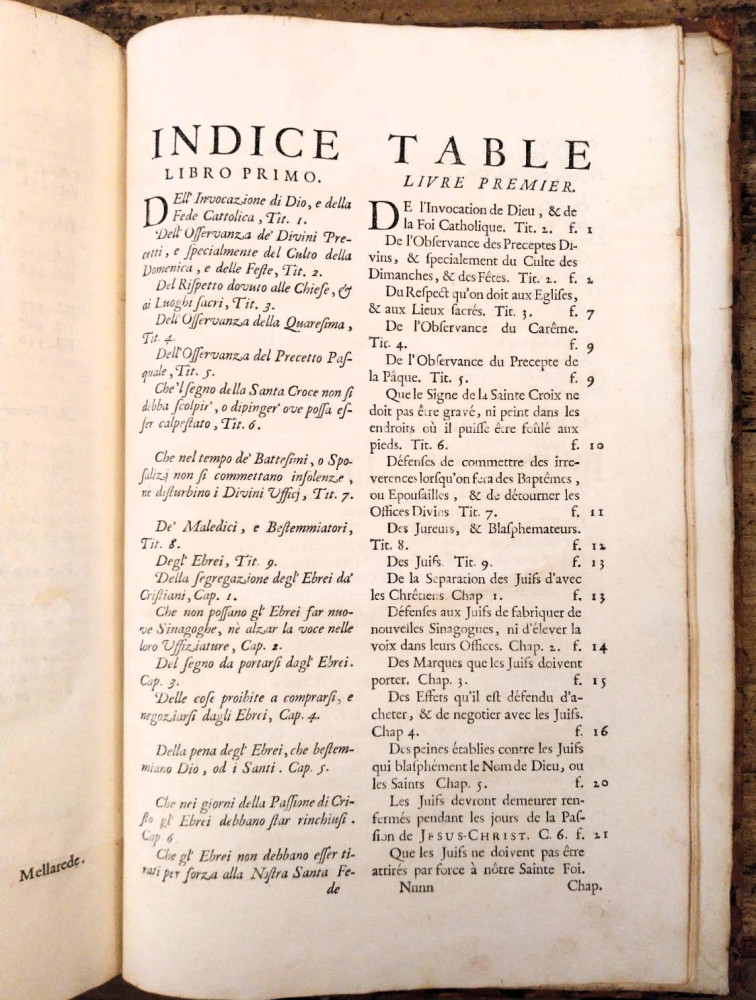 INDICE
LIBRO PRIMO.
DEll' Invocazione di Dio, e della
Fede Cattolica, Tit. 1.
Dell' Osservanza de' Divini Pre-
cetti, e specialmente del Culto della
Domenica, e delle Feste, Tit. 2.
Del Rispetto dovuto alle Chiese, &
ai Luoghi sacri, Tit. 3.
Dell' Osservanza della Quaresima,
Tit. 4.
Dell' Osservanza del Precetto Pas-
quale, Tit. 5.
Che 'l segno della Santa Croce non si
debba scolpir', o dipinger' ove possa es-
ser calpestato, Tit. 6.
Che nel tempo de' Battesimi, o Spo-
salizj non si commettano insolenze,
ne disturbino i Divini Ufficj, Tit. 7.
De' Maledici, e Bestemmiatori,
Tit. 8.
Degl' Ebrei, Tit. 9.
Della segregazione degl' Ebrei da'
Cristiani, Cap. 1.
Che non possano gl' Ebrei far nuo-
ve Sinagoghe, nè alzar la voce nelle
loro Uffiziature, Cap. 2.
Del segno da portarsi dagl' Ebrei.
Cap. 3.
Delle cose proibite a comprarsi, e
negoziarsi dagli Ebrei, Cap. 4.
Della pena degl' Ebrei, che bestem-
miano Dio, od i Santi. Cap. 5.
Che nei giorni della Passione di Cri-
sto gl' Ebrei debbano star rinchiusi.
Cap 6.
Che gl' Ebrei non debbano esser ti-
rati per forza alla Nostra Santa Fe-
de
TABLE
LIVRE PREMIER.
DE l'Invocation de Dieu, & de
la Foi Catholique. Tit. 1. f. 1
De l'Observance des Preceptes Di-
vins, & specialement du Culte des
Dimanches, & des Fétes. Tit. 2. f. 2
Du Respect qu'on doit aux Eglises,
& aux Lieux sacrés. Tit. 3. f. 7
De l'Observance du Carême.
Tit. 4. f. 9
De l'Observance du Precepte de
la Pâque. Tit. 5. f. 9
Que le Signe de la Sainte Croix ne
doit pas être gravé, ni peint dans les
endroits où il puisse être foulé aux
pieds. Tit. 6. f. 10
Défenses de commettre des irre-
verences lorsqu'on fera des Baptêmes,
ou Epousailles, & de détourner les
Offices Divins Tit. 7. f. 11
Des Jureurs, & Blasphemateurs.
Tit. 8. f. 12
Des Juifs. Tit. 9. f. 13
De la Separation des Juifs d'avec
les Chrétiens Chap 1. f. 13
Défenses aux Juifs de fabriquer de
nouvelles Sinagogues, ni d'élever la
voix dans leurs Offices. Chap. 2. f. 14
Des Marques que les Juifs doivent
porter. Chap. 3. f. 15
Des Effets qu'il est défendu d'a-
cheter, & de negotier avec les Juifs.
Chap 4. f. 16
Des peines établies contre les Juifs
qui blasphément le Nom de Dieu, ou
les Saints Chap. 5. f. 20
Les Juifs devront demeurer ren-
fermés pendant les jours de la Pas-
sion de JESUS-CHRIST. C. 6. f. 21
Que les Juifs ne doivent pas être
attirés par force à nôtre Sainte Foi.
Nnnn Chap.
Mellarede.